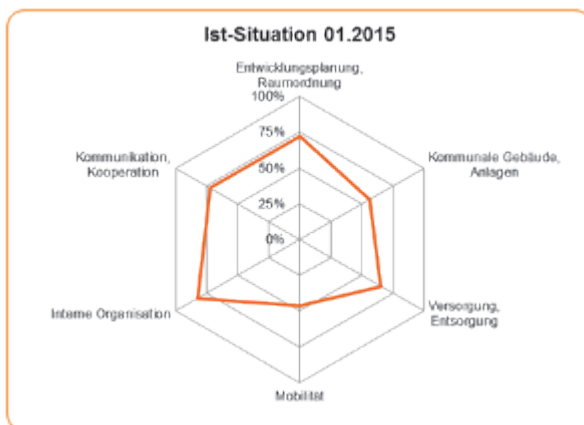 Ist-Situation 01.2015
Entwicklungsplanung,
Raumordnung
100%
75%
50%
25%
0%
Kommunale Gebäude,
Anlagen
Versorgung,
Entsorgung
Mobilität
Interne Organisation
Kommunikation,
Kooperation